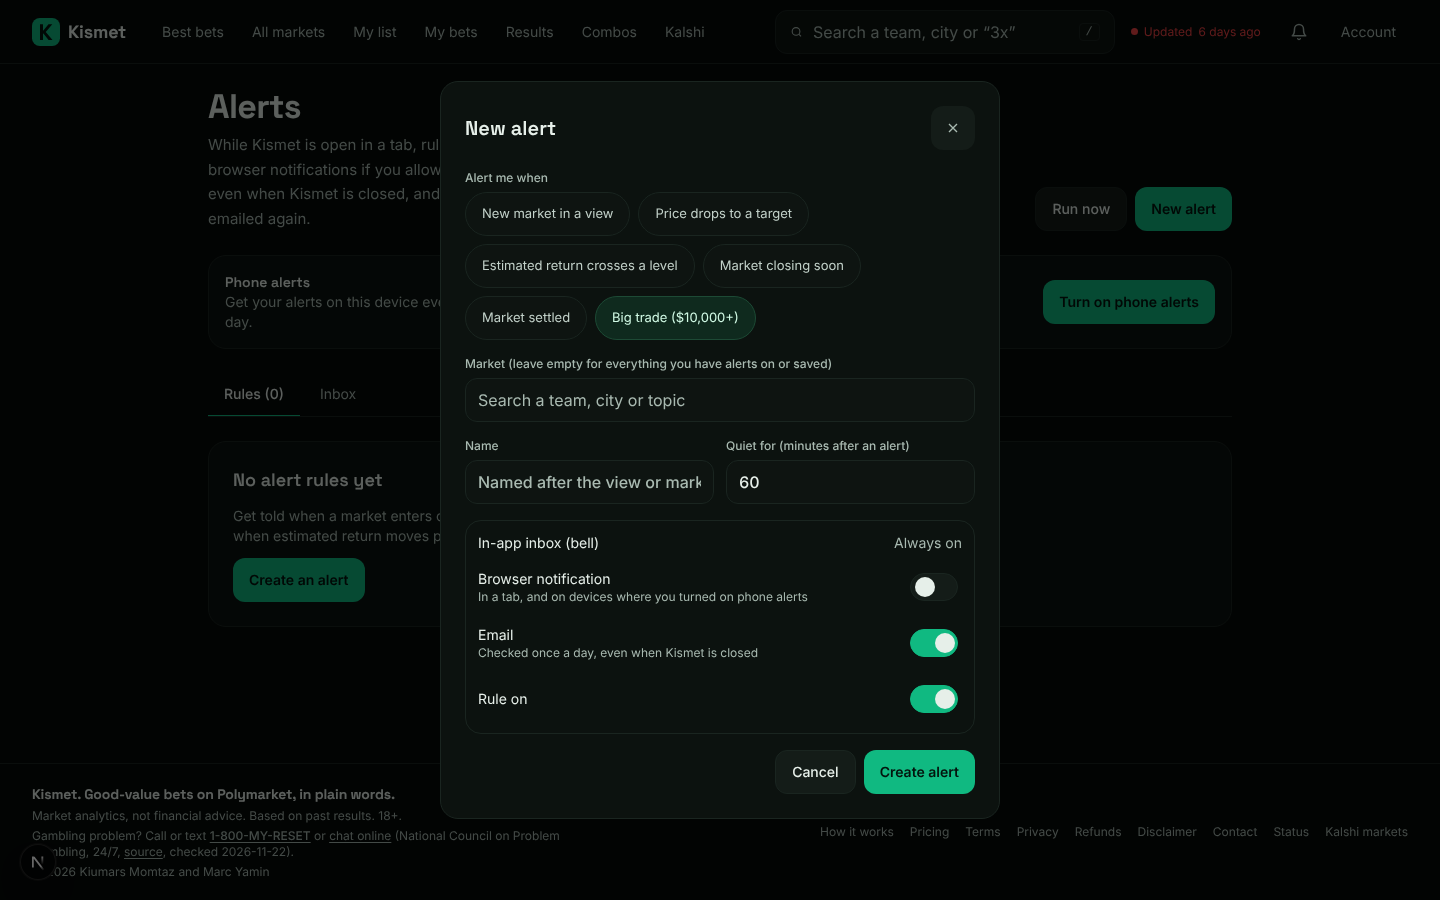 Kismet
Best bets
All markets
My list
My bets
Results
Combos
Kalshi
Search a team, city or “3x”
/
Updated 6 days ago
Account
Alerts
While Kismet is open in a tab, rul
browser notifications if you allow
even when Kismet is closed, and
emailed again.
Run now
New alert
Phone alerts
Get your alerts on this device eve
day.
Turn on phone alerts
Rules (0)
Inbox
No alert rules yet
Get told when a market enters
when estimated return moves p
Create an alert
New alert
Alert me when
New market in a view
Price drops to a target
Estimated return crosses a level
Market closing soon
Market settled
Big trade ($10,000+)
Market (leave empty for everything you have alerts on or saved)
Search a team, city or topic
Name
Quiet for (minutes after an alert)
Named after the view or mark
60
In-app inbox (bell)
Always on
Browser notification
In a tab, and on devices where you turned on phone alerts
Email
Checked once a day, even when Kismet is closed
Rule on
Cancel
Create alert
Kismet. Good-value bets on Polymarket, in plain words.
Market analytics, not financial advice. Based on past results. 18+.
Gambling problem? Call or text 1-800-MY-RESET or chat online (National Council on Problem
mbling, 24/7, source, checked 2026-11-22).
026 Kiumars Momtaz and Marc Yamin
How it works
Pricing
Terms
Privacy
Refunds
Disclaimer
Contact
Status
Kalshi markets